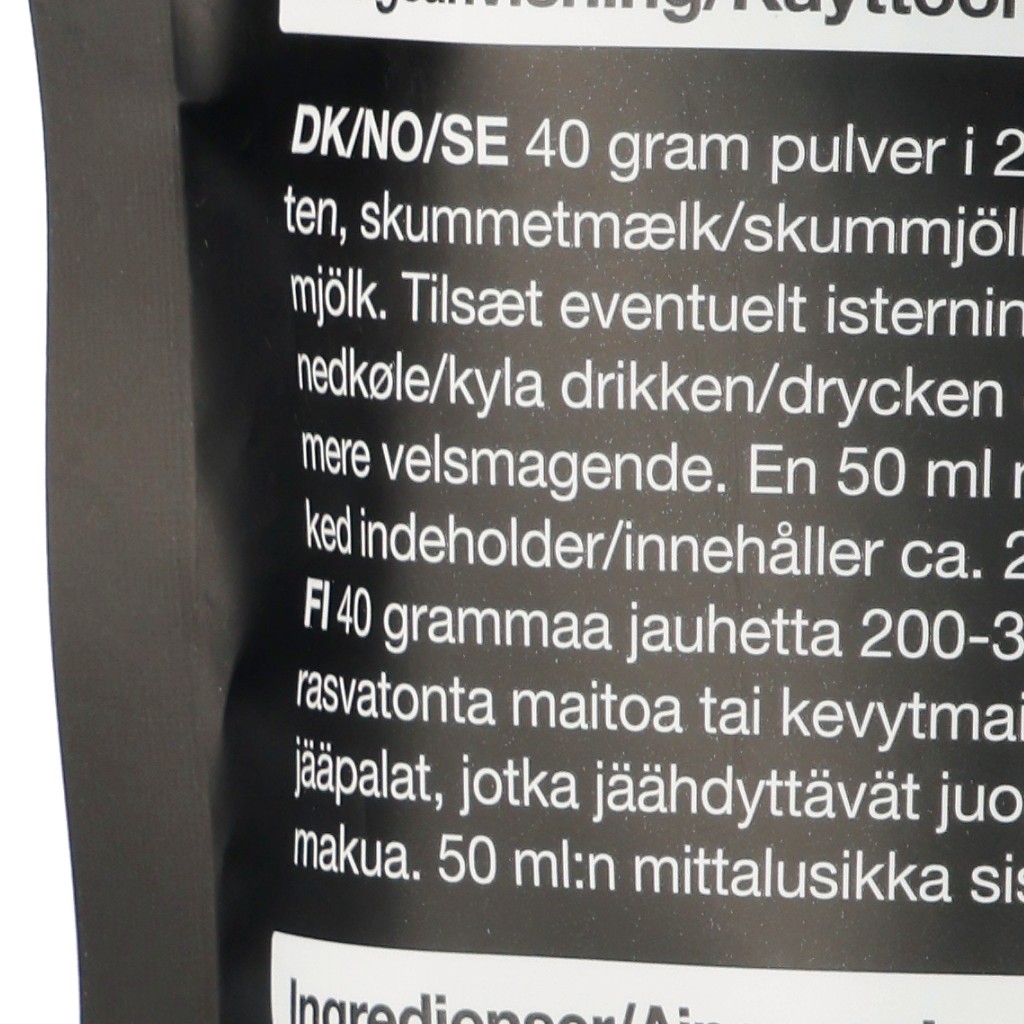 DK/NO/SE 40 gram pulver i 2
ten, skummetmælk/skummjöl
mjölk. Tilsæt eventuelt isternin
nedkøle/kyla drikken/drycken
mere velsmagende. En 50 ml
ked indeholder/innehåller ca. 2
FI 40 grammaa jauhetta 200-3
rasvatonta maitoa tai kevytmai
jääpalat, jotka jäähdyttävät juo
makua. 50 ml:n mittalusikka sis